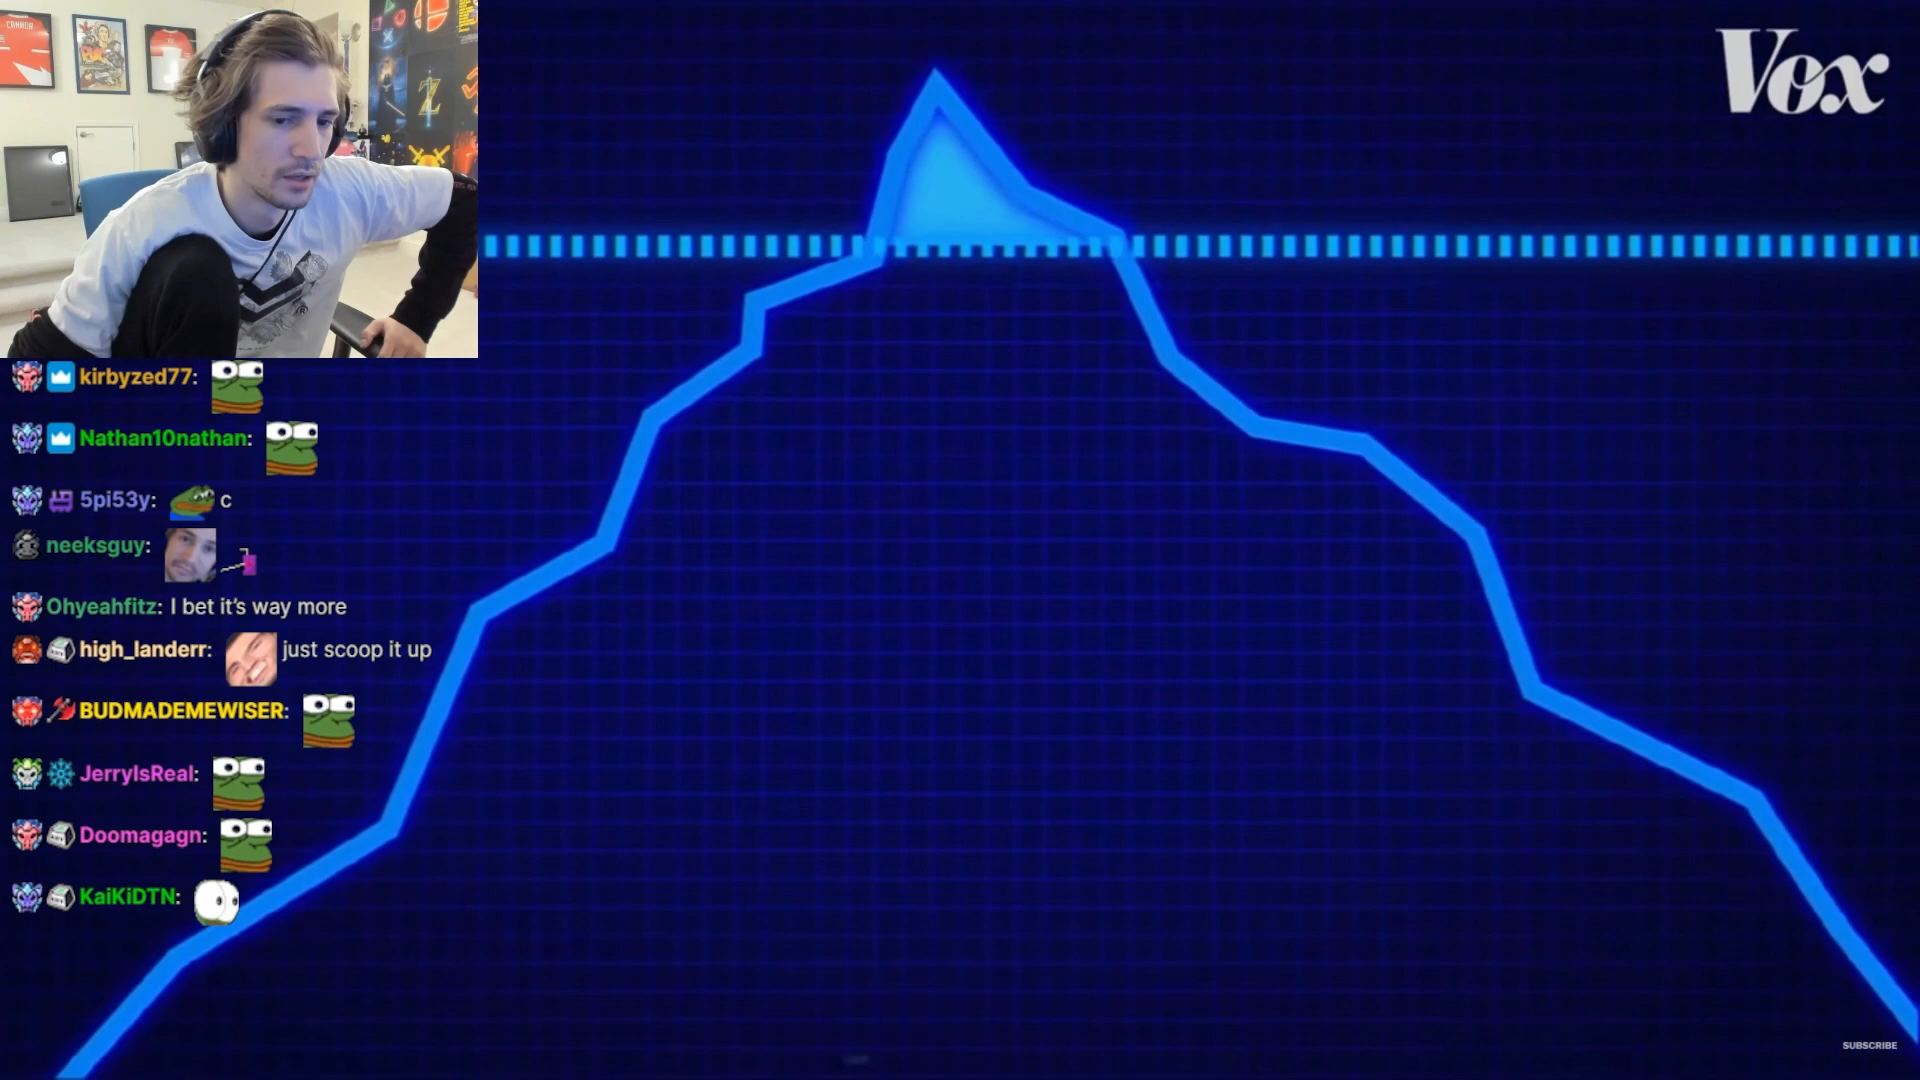 CANADA
Vox
kirbyzed77:
Nathan10nathan:
5pi53y: c
neeksguy:
Ohyeahfitz: I bet it's way more
high_landerr: just scoop it up
BUDMADEMEWISER:
JerryIsReal:
Doomagagn:
KaiKiDTN:
SUBSCRIBE